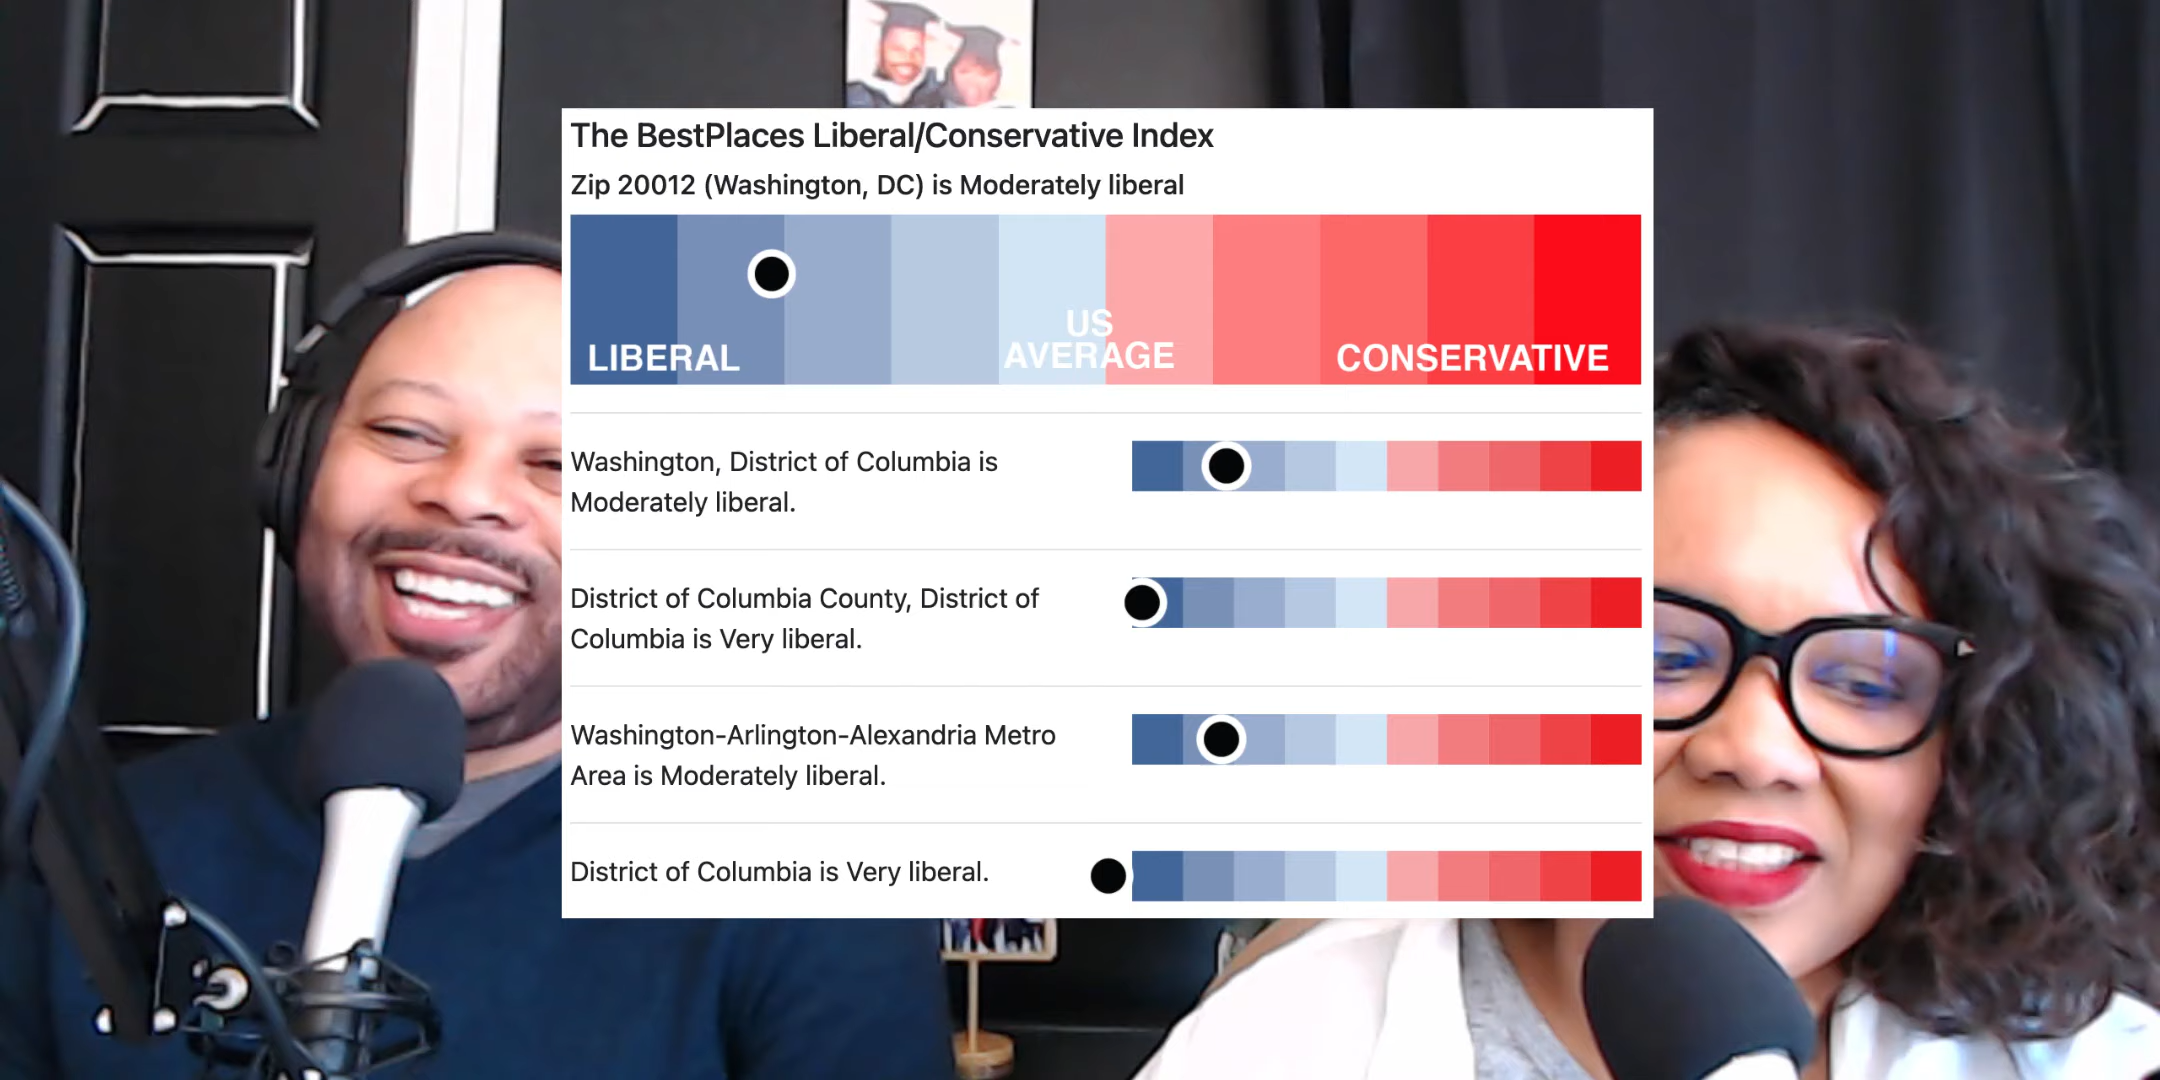 The BestPlaces Liberal/Conservative Index
Zip 20012 (Washington, DC) is Moderately liberal
LIBERAL
US
AVERAGE
CONSERVATIVE
Washington, District of Columbia is
Moderately liberal.
District of Columbia County, District of
Columbia is Very liberal.
Washington-Arlington-Alexandria Metro
Area is Moderately liberal.
District of Columbia is Very liberal.